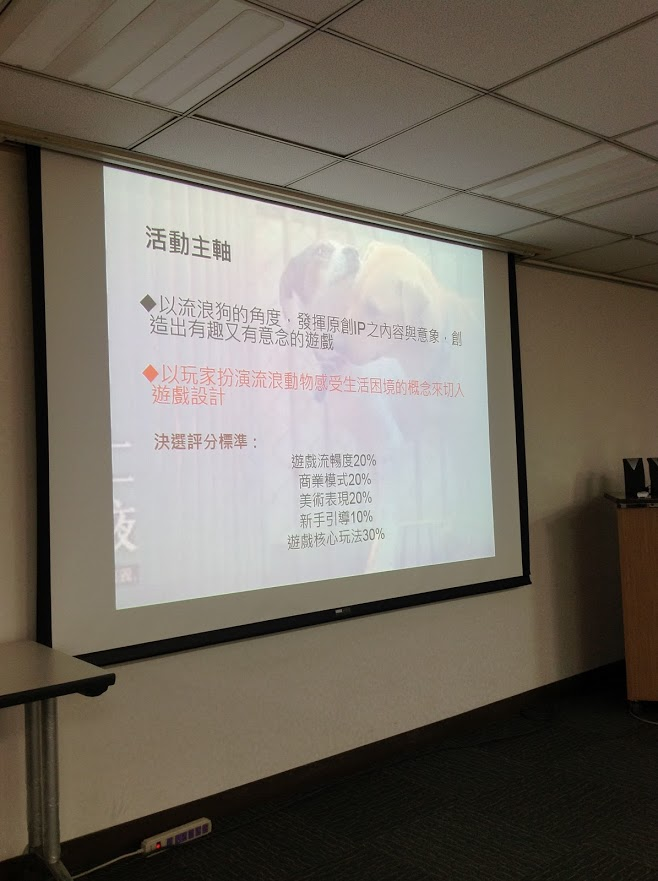 活動主軸
◆以流浪狗的角度，發揮原創IP之內容與意象，創
造出有趣又有意念的遊戲
◆以玩家扮演流浪動物感受生活困境的概念來切入
遊戲設計
決選評分標準：
遊戲流暢度20%
商業模式20%
美術表現20%
新手引導10%
遊戲核心玩法30%
十二夜